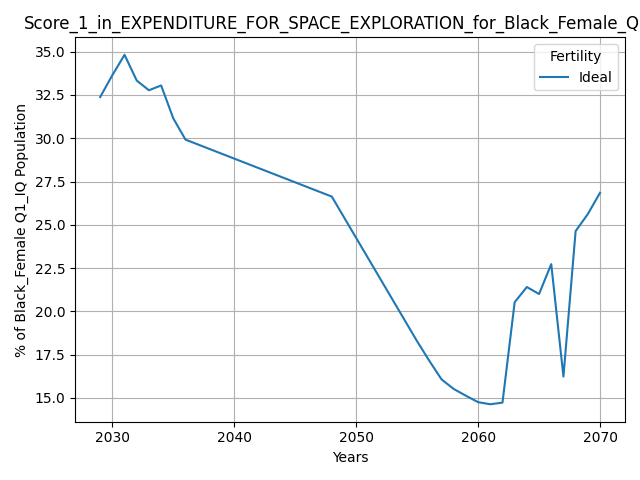 Score_1_in_EXPENDITURE_FOR_SPACE_EXPLORATION_for_Black_Female_Q
Fertility
Ideal
% of Black_Female Q1_IQ Population
35.0
32.5
30.0
27.5
25.0
22.5
20.0
17.5
15.0
2030 2040 2050 2060 2070
Years